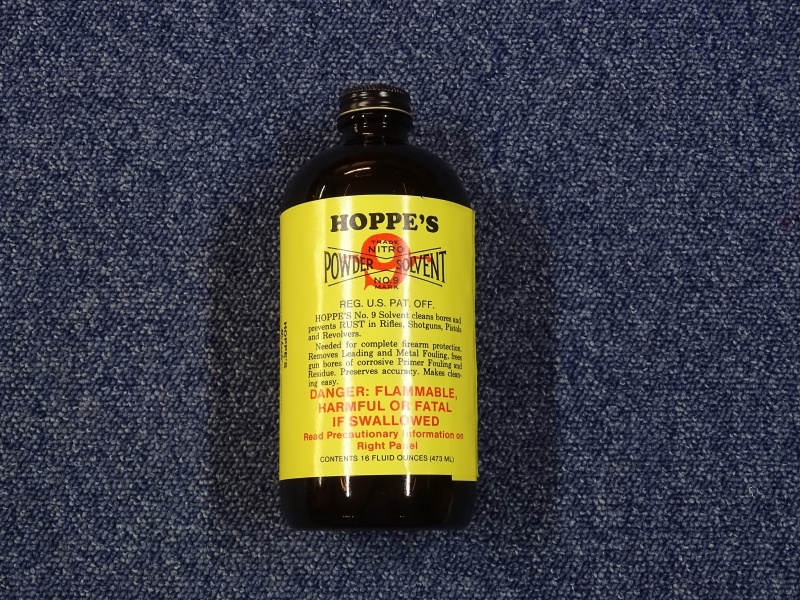 HOPPE'S
TRADE
NITRO
POWDER SOLVENT
NO. 9
MARK
REG. U.S. PAT. OFF.
HOPPE'S No. 9 Solvent cleans bores and
prevents RUST in Rifles, Shotguns, Pistols
and Revolvers.
Needed for complete firearm protection.
Removes Leading and Metal Fouling, frees
gun bores of corrosive Primer Fouling and
Residue. Preserves accuracy. Makes clean-
ing easy.
DANGER: FLAMMABLE,
HARMFUL OR FATAL
IF SWALLOWED
Read Precautionary Information on
Right Panel
CONTENTS 16 FLUID OUNCES (473 ML)
HOPPE'S